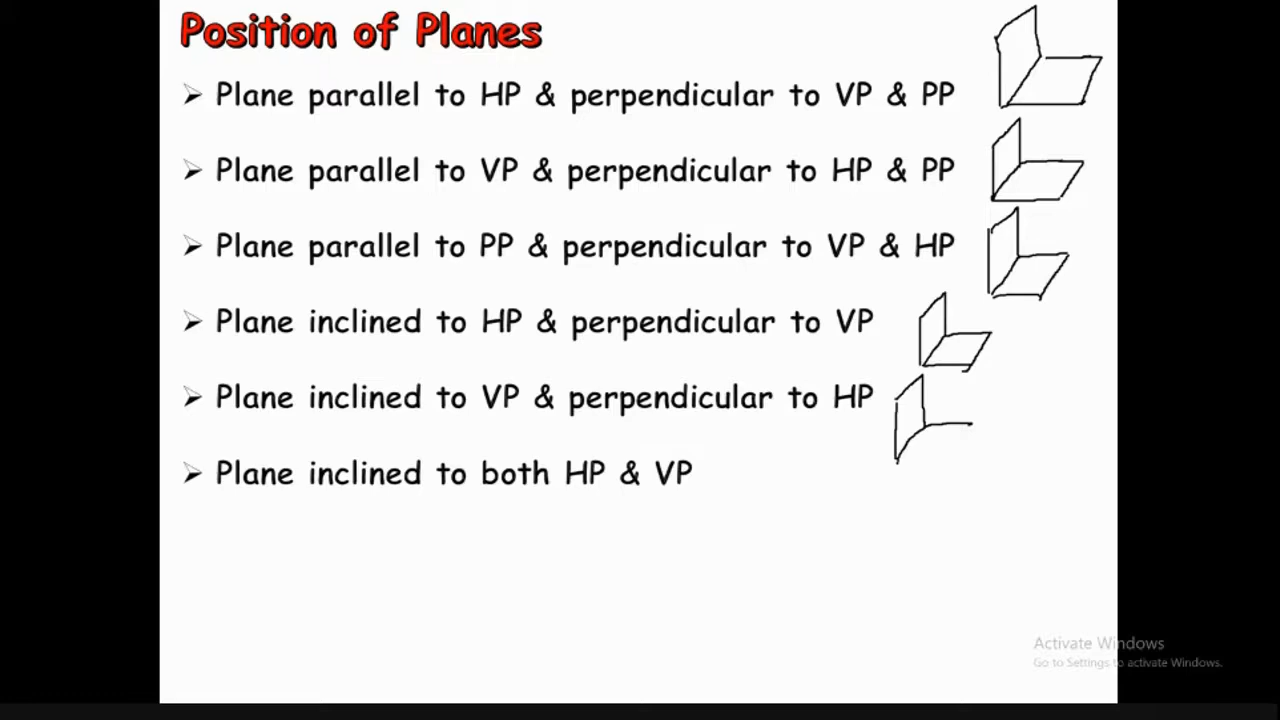 Position of Planes
➢ Plane parallel to HP & perpendicular to VP & PP
➢ Plane parallel to VP & perpendicular to HP & PP
➢ Plane parallel to PP & perpendicular to VP & HP
➢ Plane inclined to HP & perpendicular to VP
➢ Plane inclined to VP & perpendicular to HP
➢ Plane inclined to both HP & VP
Activate Windows
Go to Settings to activate Windows.